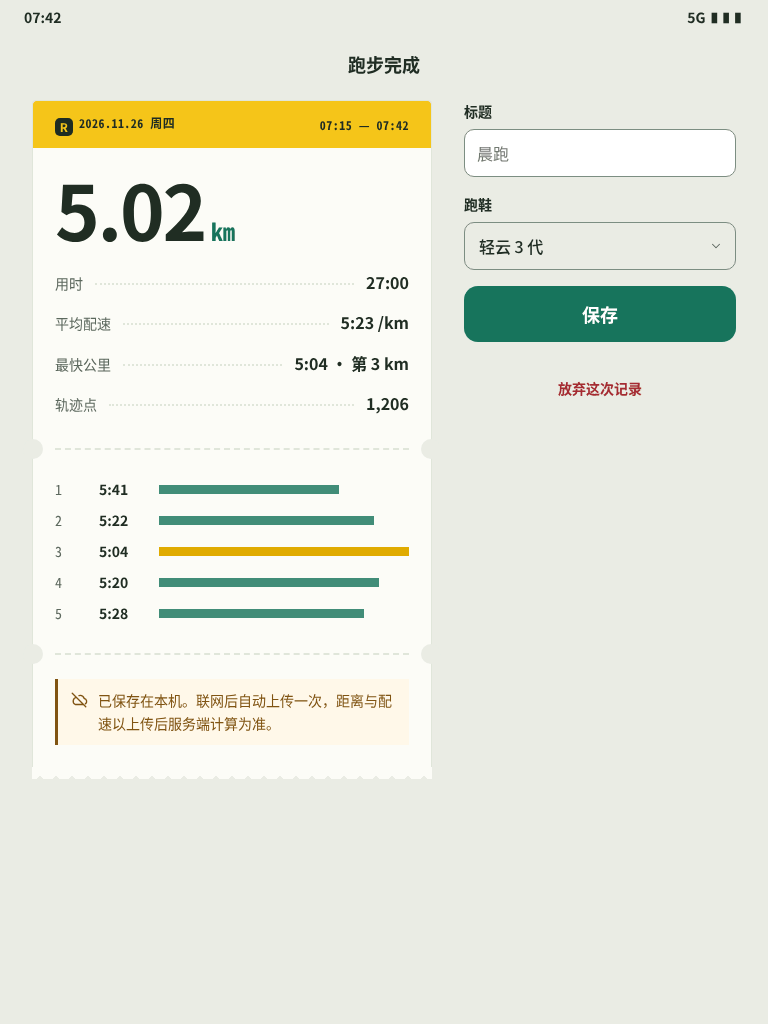 07:42
5G
跑步完成
R 2026.11.26 周四
07:15 — 07:42
5.02 km
用时 27:00
平均配速 5:23 /km
最快公里 5:04 · 第 3 km
轨迹点 1,206
1 5:41
2 5:22
3 5:04
4 5:20
5 5:28
已保存在本机。联网后自动上传一次，距离与配
速以上传后服务端计算为准。
标题
晨跑
跑鞋
轻云 3 代
保存
放弃这次记录